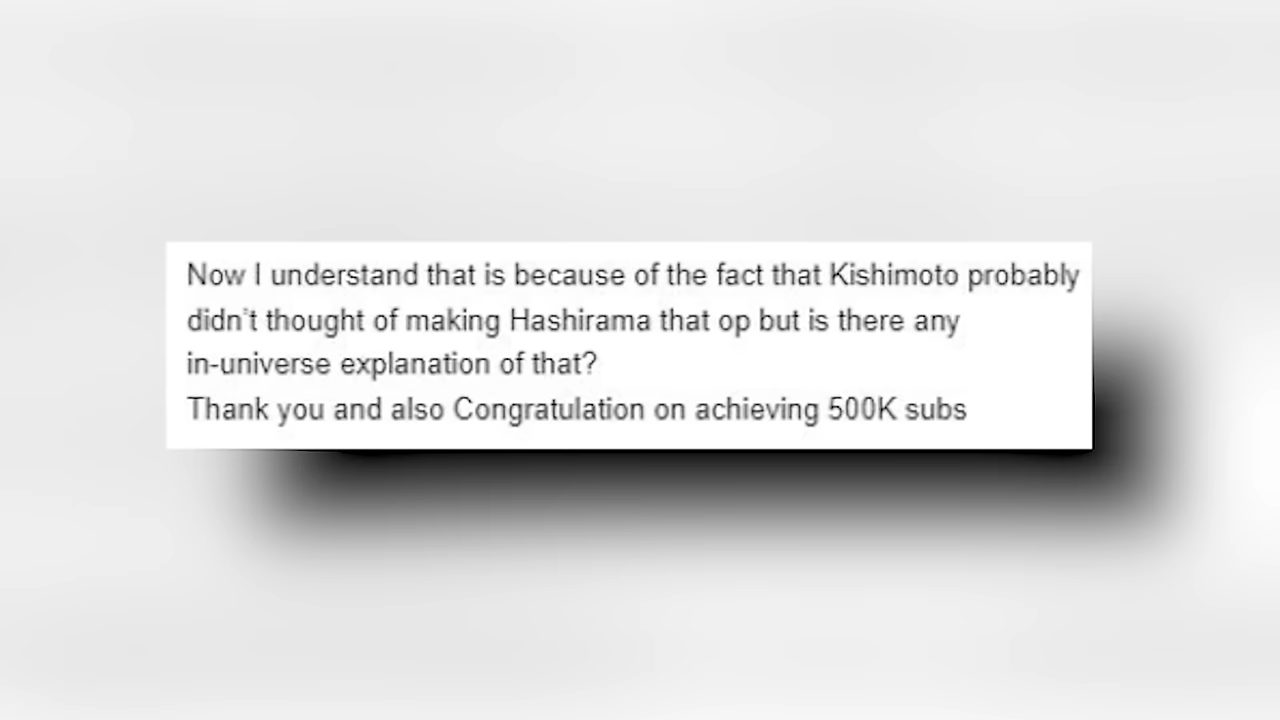 Now I understand that is because of the fact that Kishimoto probably
didn't thought of making Hashirama that op but is there any
in-universe explanation of that?
Thank you and also Congratulation on achieving 500K subs